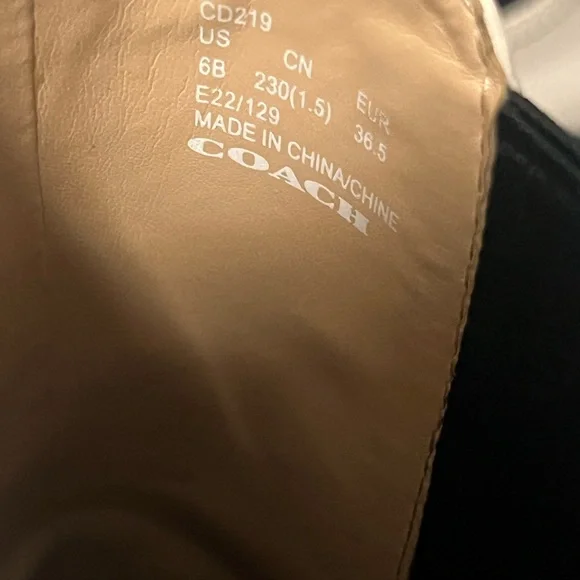 CD219
US CN EUR
6B 230(1.5) 36.5
E22/129
MADE IN CHINA/CHINE
COACH